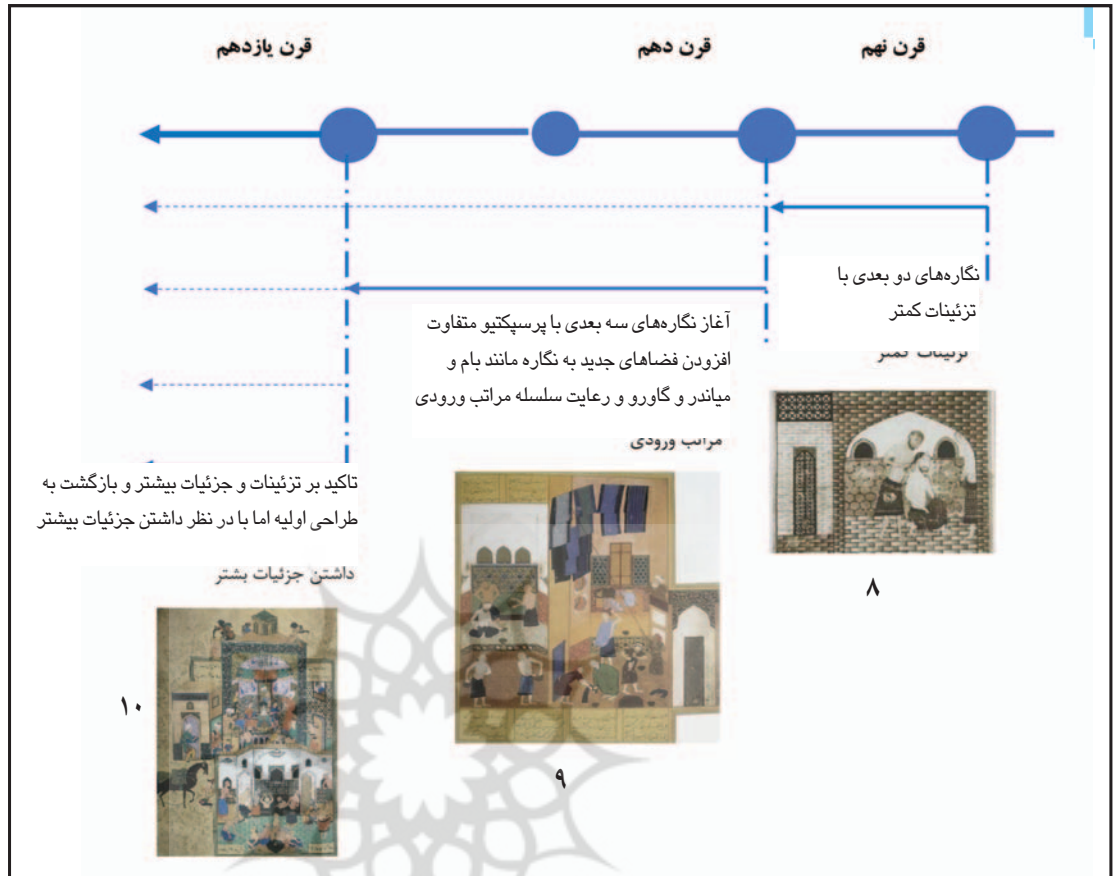 قرن نهم
قرن دهم
قرن یازدهم
نگاره‌های دو بعدی با
تزئینات کمتر
تزئینات کمتر
۸
آغاز نگاره‌های سه بعدی با پرسپکتیو متفاوت
افزودن فضاهای جدید به نگاره مانند بام و
میاندر و گاورو و رعایت سلسله مراتب ورودی
مراتب ورودی
۹
تاکید بر تزئینات و جزئیات بیشتر و بازگشت به
طراحی اولیه اما با در نظر داشتن جزئیات بیشتر
داشتن جزئیات بشتر
۱۰